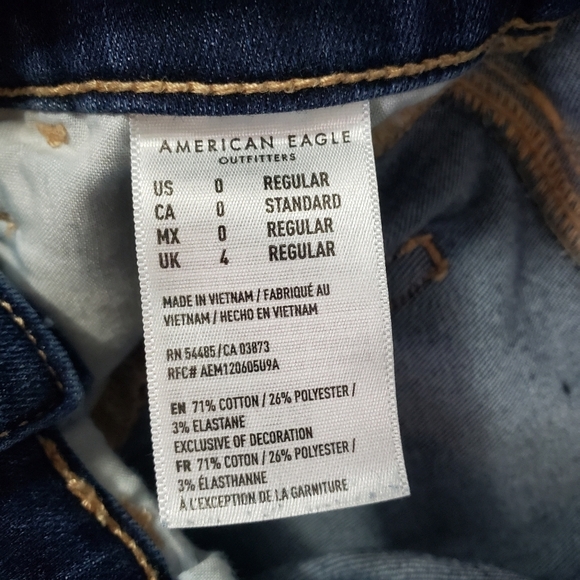 AMERICAN EAGLE
OUTFITTERS
US 0 REGULAR
CA 0 STANDARD
MX 0 REGULAR
UK 4 REGULAR
MADE IN VIETNAM / FABRIQUÉ AU
VIETNAM / HECHO EN VIETNAM
RN 54485 / CA 03873
RFC# AEM120605U9A
EN 71% COTTON / 26% POLYESTER /
3% ELASTANE
EXCLUSIVE OF DECORATION
FR 71% COTON / 26% POLYESTER /
3% ÉLASTHANNE
À L'EXCEPTION DE LA GARNITURE